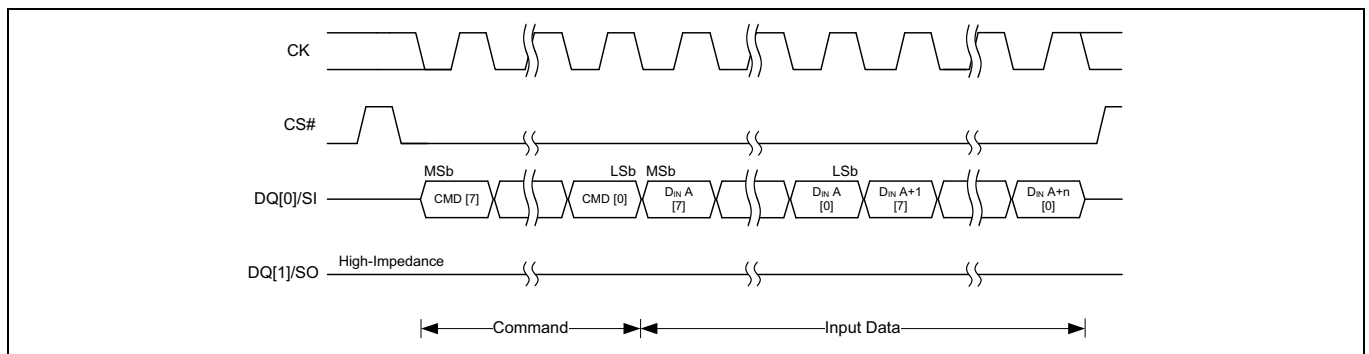 CK
CS#
MSb LSb MSb LSb
DQ[0]/SI CMD [7] CMD [0] DIN A [7] DIN A [0] DIN A+1 [7] DIN A+n [0]
High-Impedance
DQ[1]/SO
Command Input Data